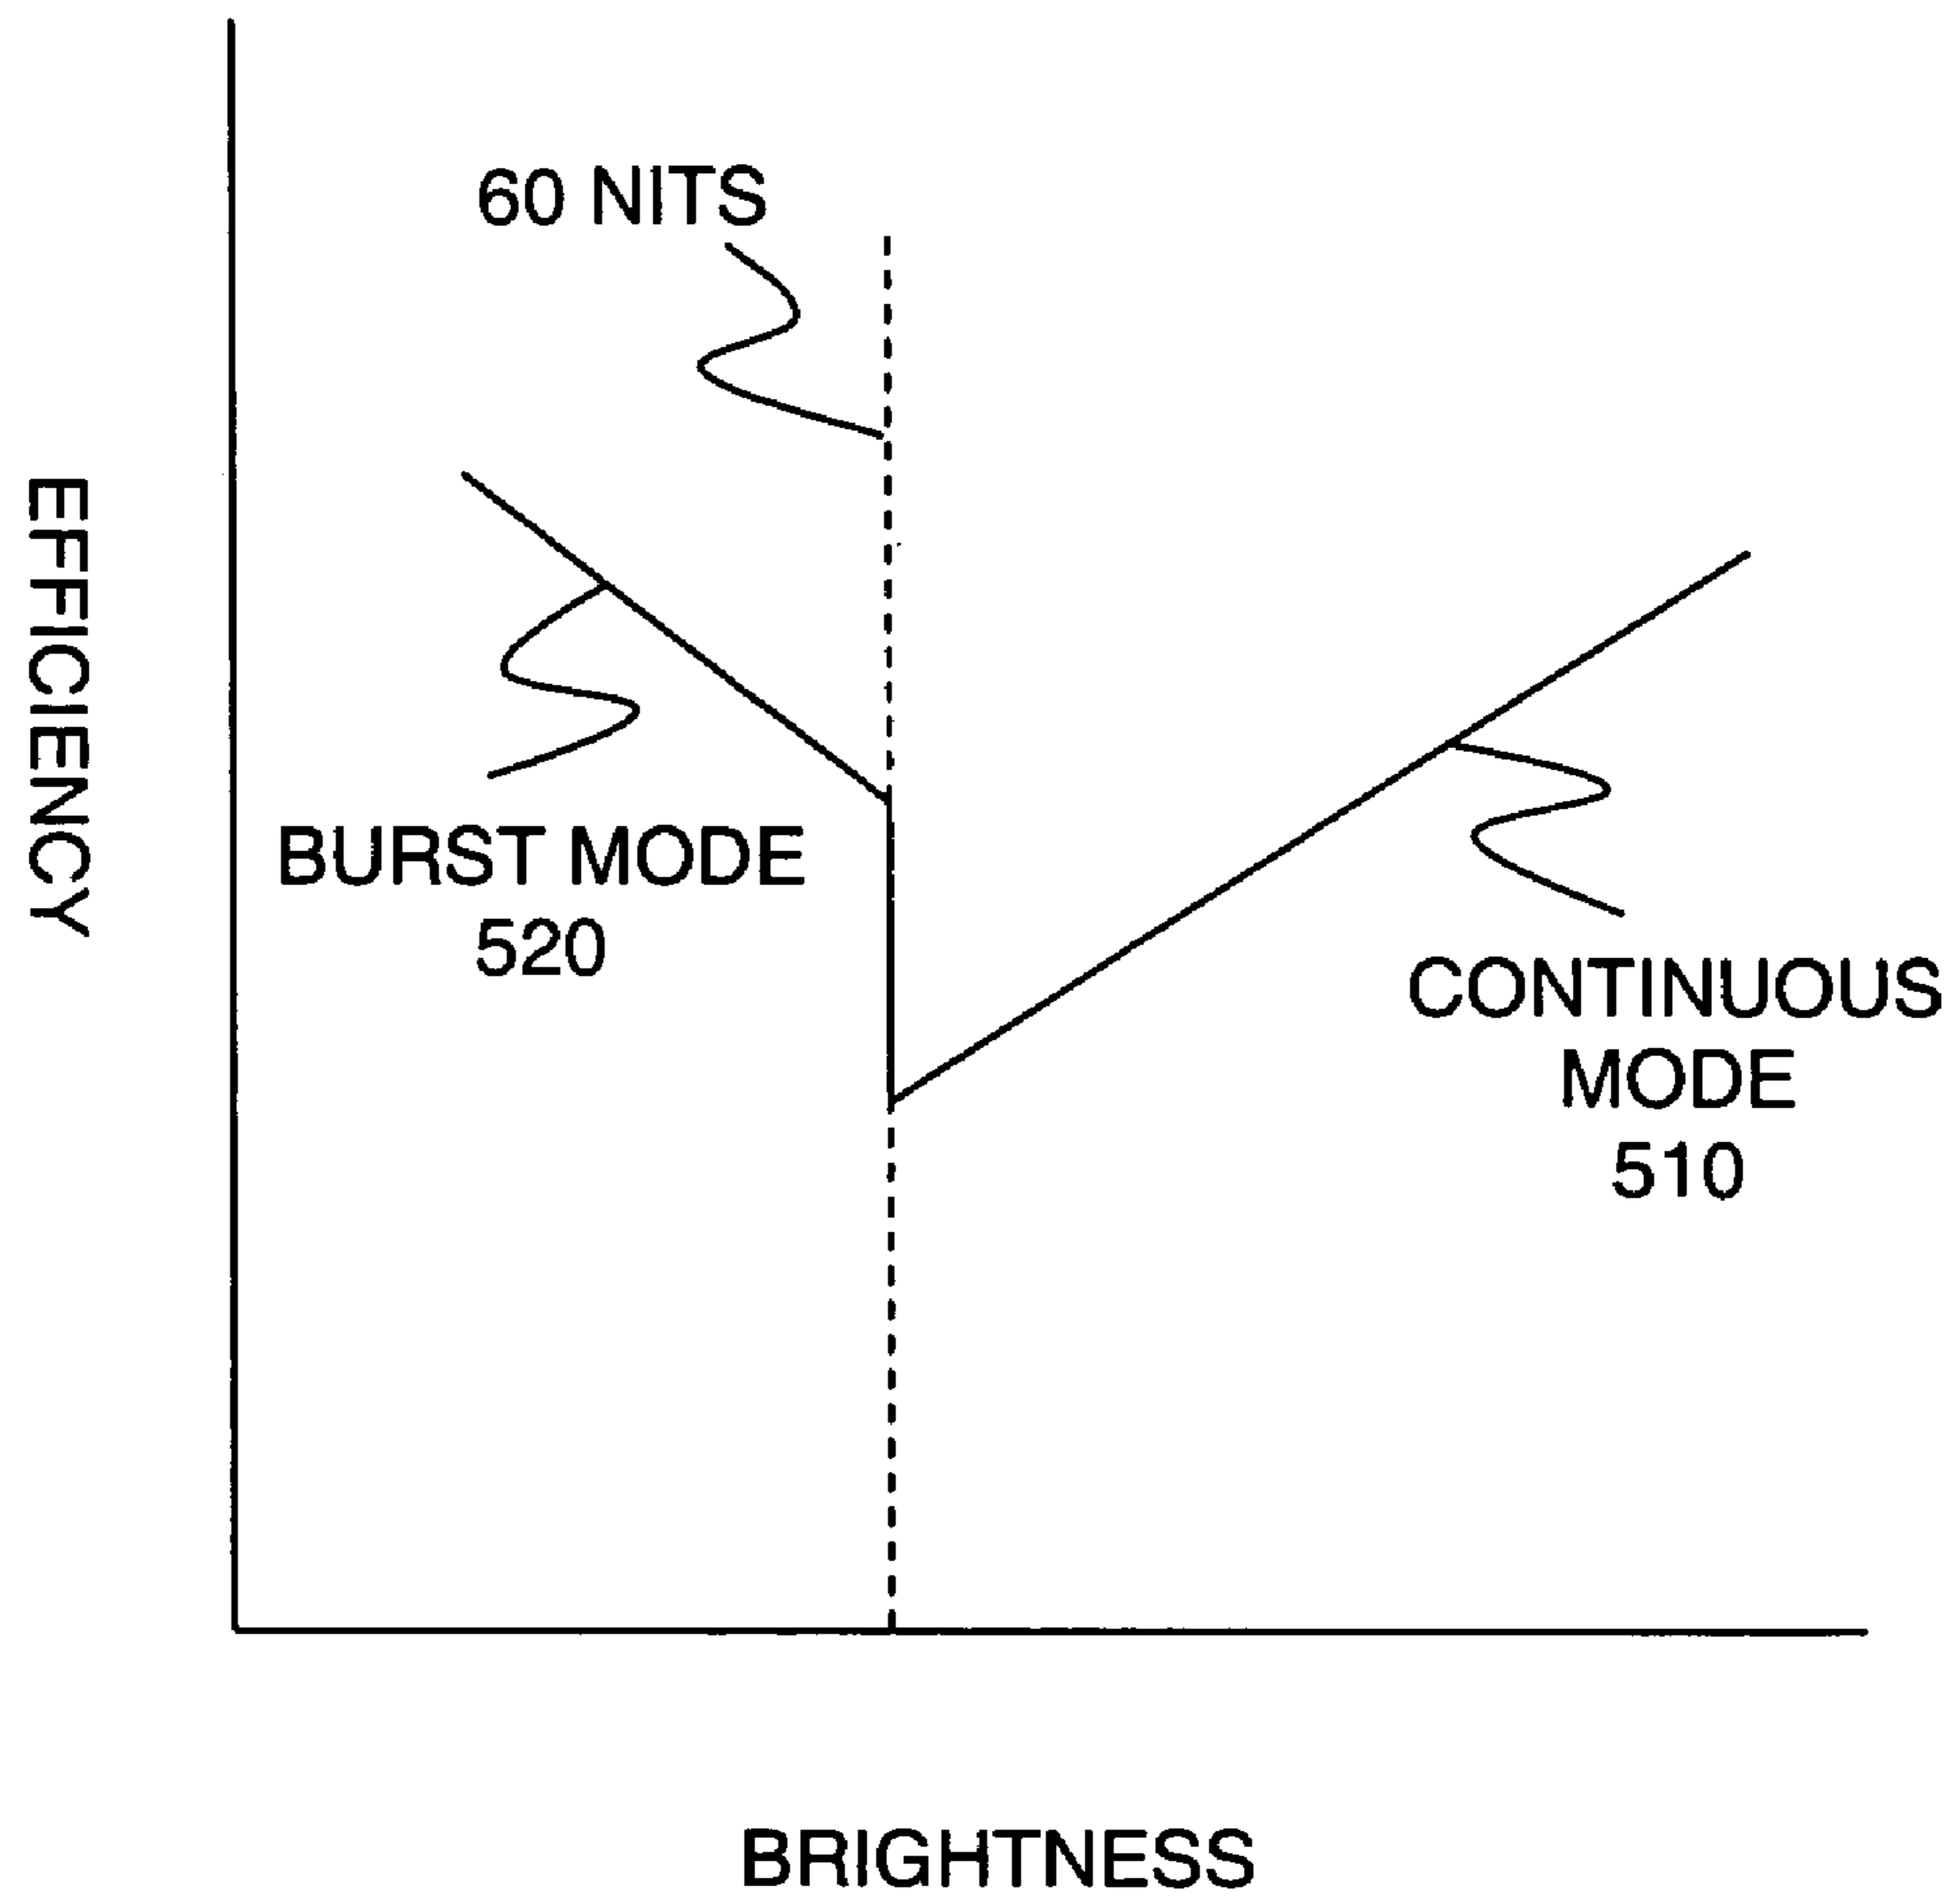 60 NITS
EFFICIENCY
BURST MODE
520
CONTINUOUS
MODE
510
BRIGHTNESS